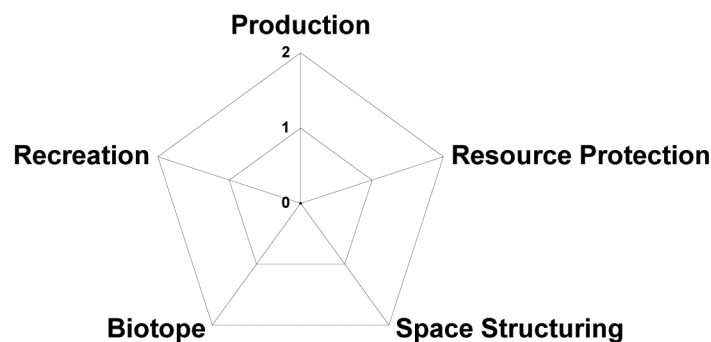 Production
2
1
Recreation
Resource Protection
0
Biotope
Space Structuring